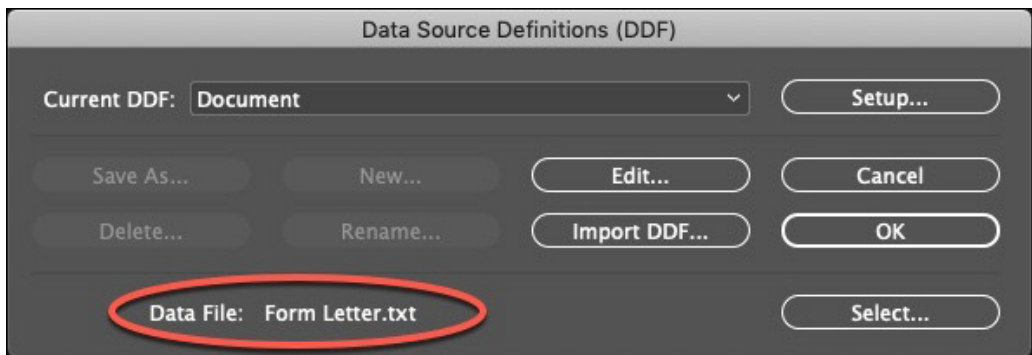 Data Source Definitions (DDF)
Current DDF: Document Setup...
Save As... New... Edit... Cancel
Delete... Rename... Import DDF... OK
Data File: Form Letter.txt Select...